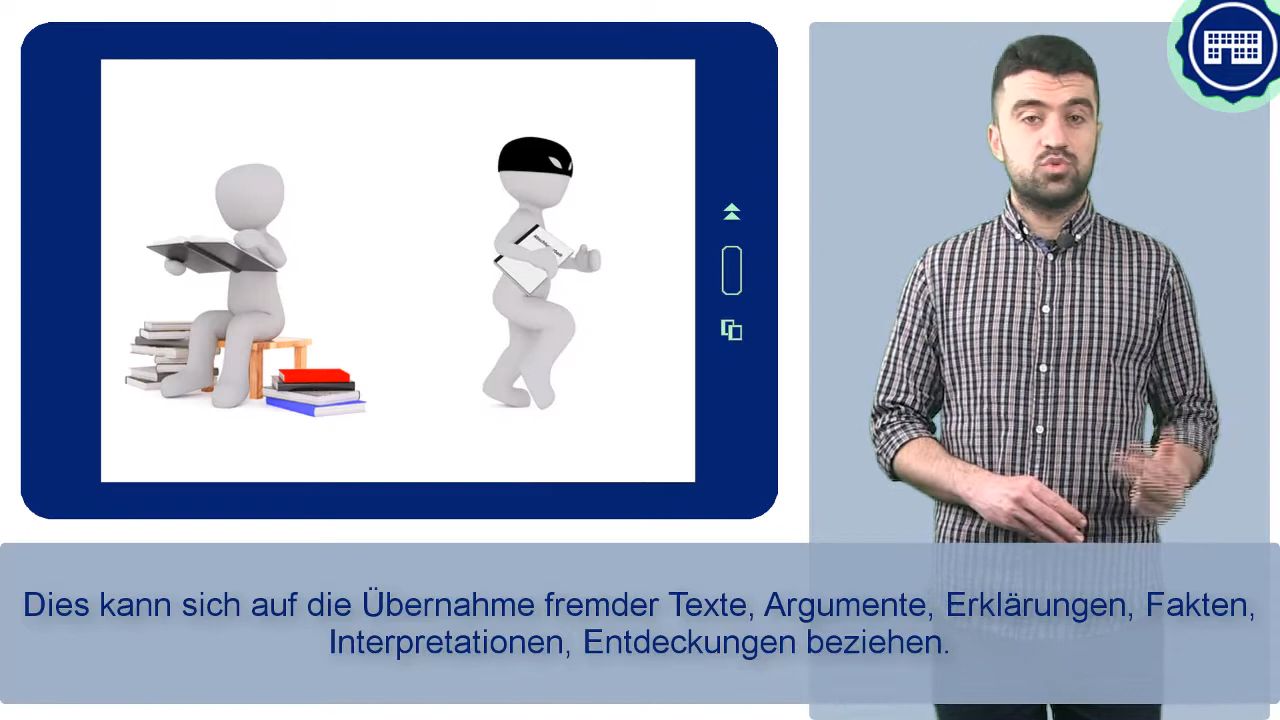 Dies kann sich auf die Übernahme fremder Texte, Argumente, Erklärungen, Fakten,
Interpretationen, Entdeckungen beziehen.